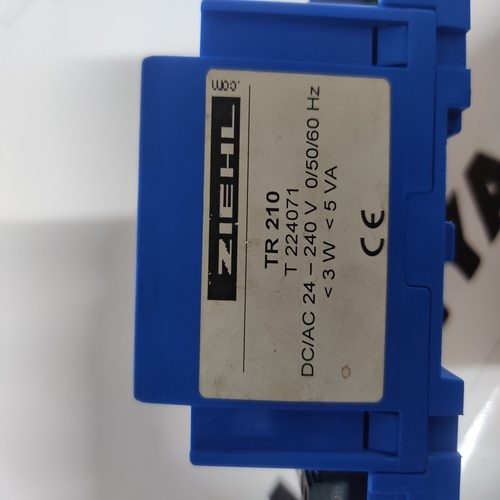 ZIEHL
TR 210
T 224071
DC/AC 24 – 240 V 0/50/60 Hz
< 3 W < 5 VA
CE